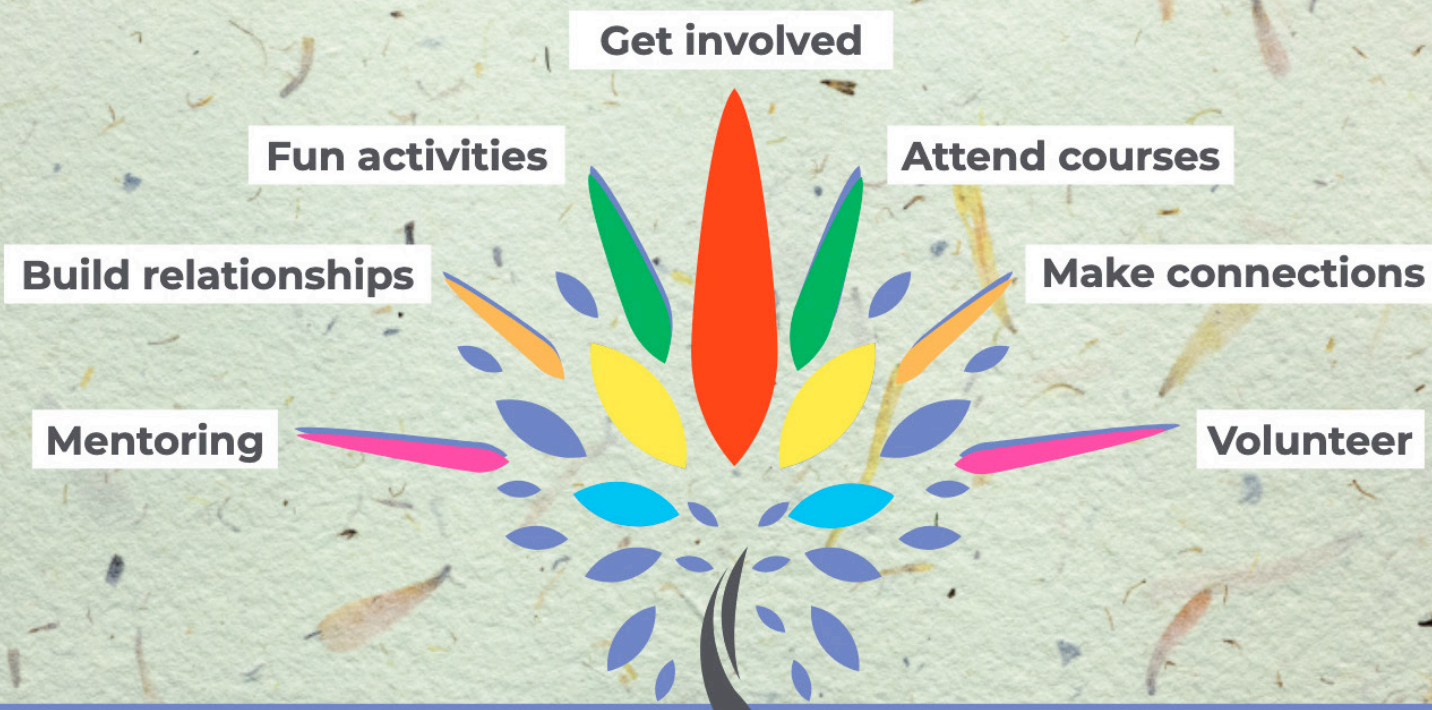 Get involved
Fun activities
Attend courses
Build relationships
Make connections
Mentoring
Volunteer